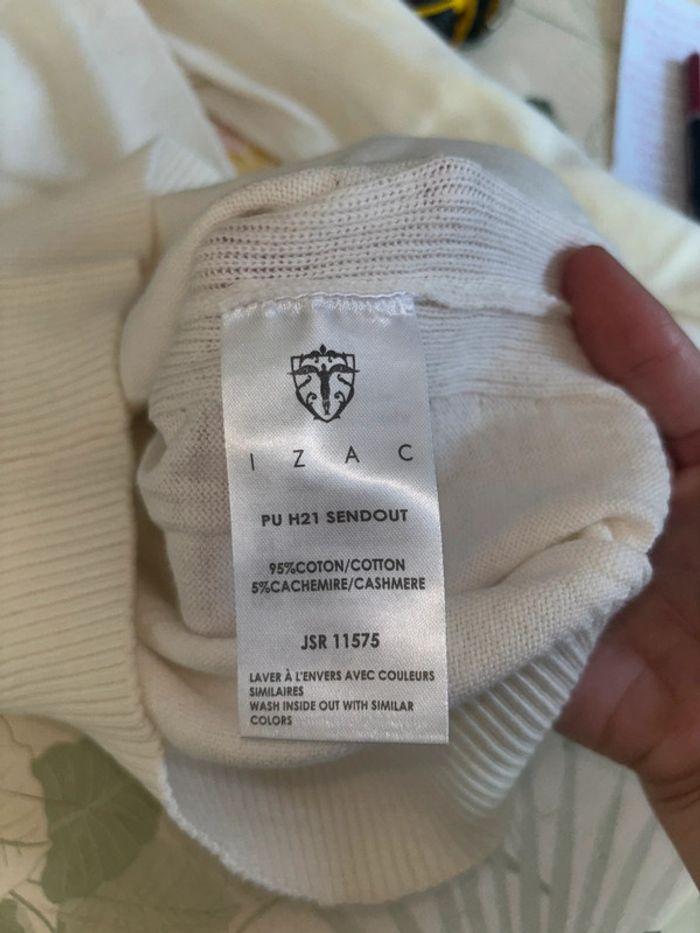 I Z A C
PU H21 SENDOUT
95%COTON/COTTON
5%CACHEMIRE/CASHMERE
JSR 11575
LAVER À L'ENVERS AVEC COULEURS
SIMILAIRES
WASH INSIDE OUT WITH SIMILAR
COLORS